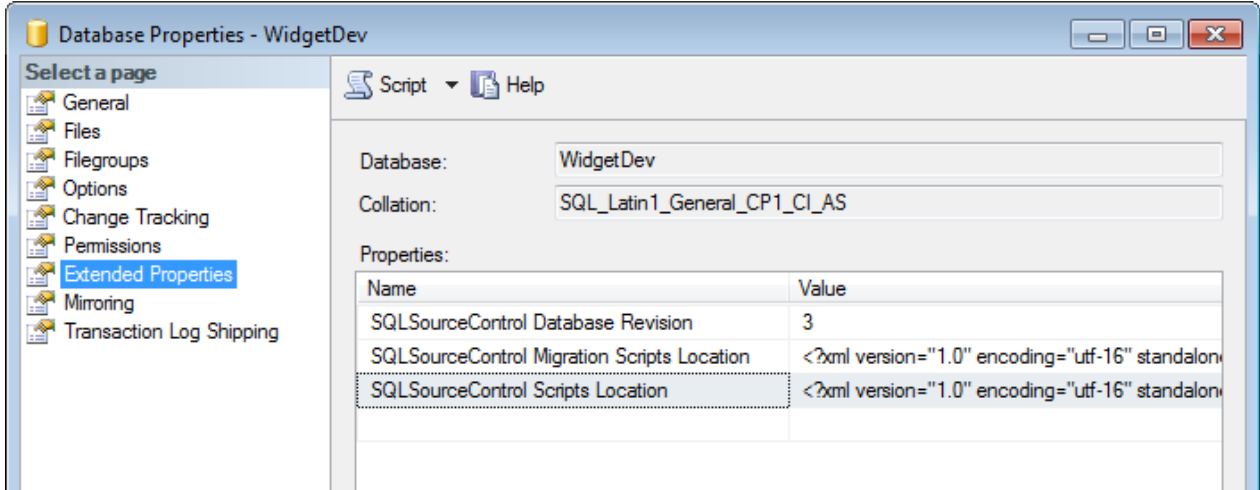 Database Properties - WidgetDev
Select a page
General
Files
Filegroups
Options
Change Tracking
Permissions
Extended Properties
Mirroring
Transaction Log Shipping
Script Help
Database: WidgetDev
Collation: SQL_Latin1_General_CP1_CI_AS
Properties:
Name Value
SQLSourceControl Database Revision 3
SQLSourceControl Migration Scripts Location <?xml version="1.0" encoding="utf-16" standalon
SQLSourceControl Scripts Location <?xml version="1.0" encoding="utf-16" standalon